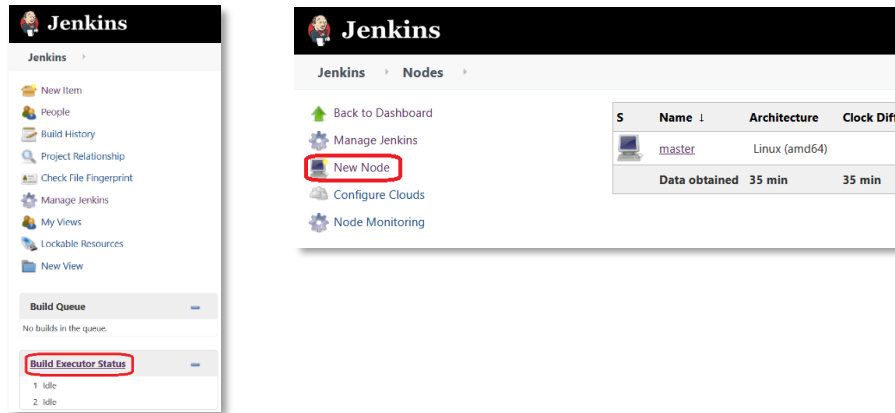 Jenkins
Jenkins
New Item
People
Build History
Project Relationship
Check File Fingerprint
Manage Jenkins
My Views
Lockable Resources
New View
Build Queue
No builds in the queue.
Build Executor Status
1 Idle
2 Idle
Jenkins
Jenkins Nodes
Back to Dashboard
Manage Jenkins
New Node
Configure Clouds
Node Monitoring
S Name ↓ Architecture Clock Diff
master Linux (amd64)
Data obtained 35 min 35 min